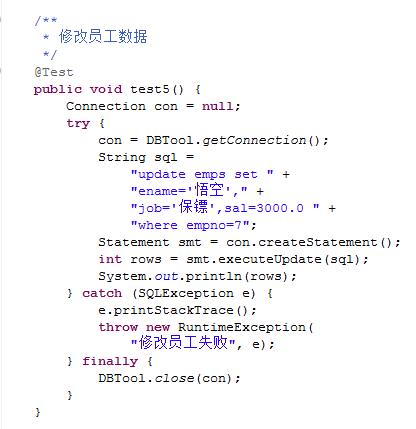 /**
 * 修改员工数据
 */
@Test
public void test5() {
    Connection con = null;
    try {
        con = DBTool.getConnection();
        String sql =
            "update emps set " +
            "ename='悟空'," +
            "job='保镖',sal=3000.0 " +
            "where empno=7";
        Statement smt = con.createStatement();
        int rows = smt.executeUpdate(sql);
        System.out.println(rows);
    } catch (SQLException e) {
        e.printStackTrace();
        throw new RuntimeException(
            "修改员工失败", e);
    } finally {
        DBTool.close(con);
    }
}